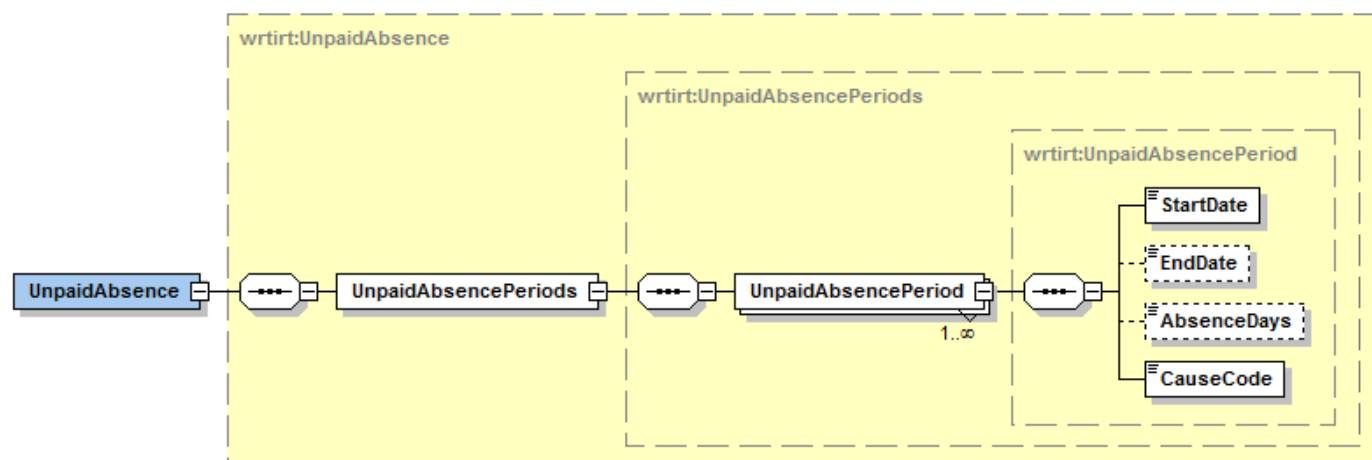 wrtirt:UnpaidAbsence
wrtirt:UnpaidAbsencePeriods
wrtirt:UnpaidAbsencePeriod
StartDate
EndDate
UnpaidAbsence
UnpaidAbsencePeriods
UnpaidAbsencePeriod
1..∞
AbsenceDays
CauseCode